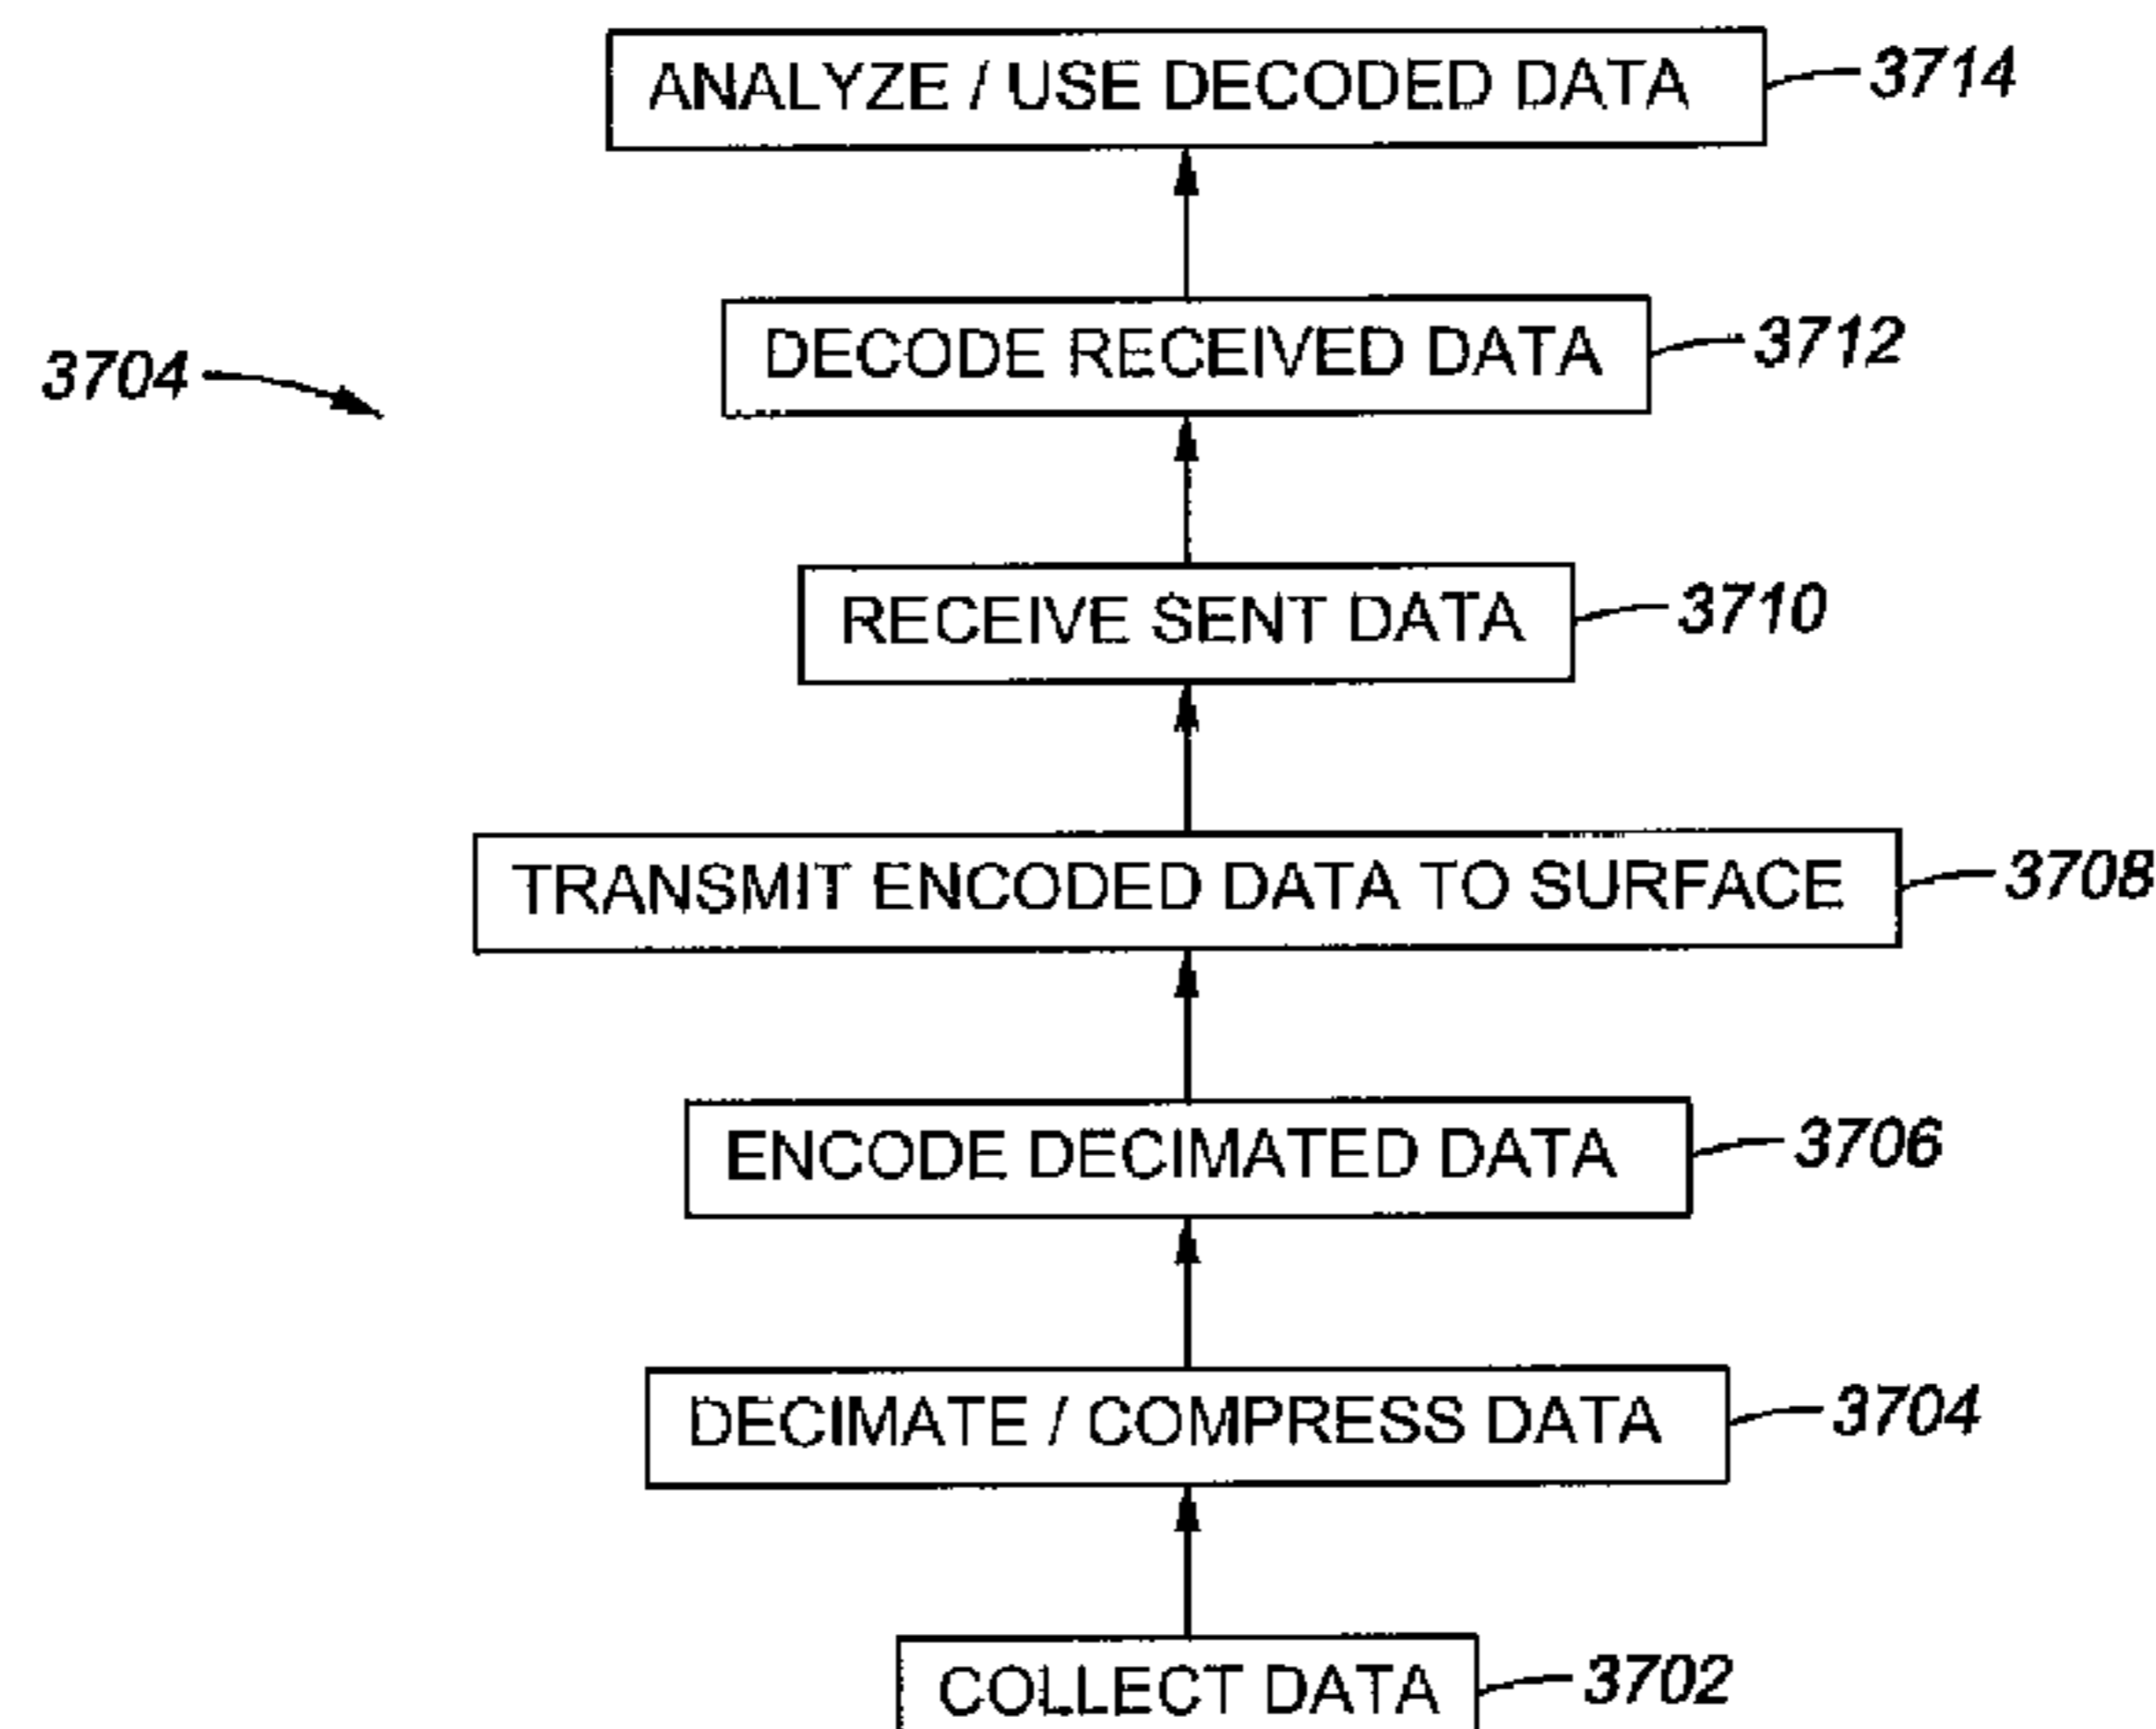 ANALYZE / USE DECODED DATA
3714
3704
DECODE RECEIVED DATA
3712
RECEIVE SENT DATA
3710
TRANSMIT ENCODED DATA TO SURFACE
3708
ENCODE DECIMATED DATA
3706
DECIMATE / COMPRESS DATA
3704
COLLECT DATA
3702